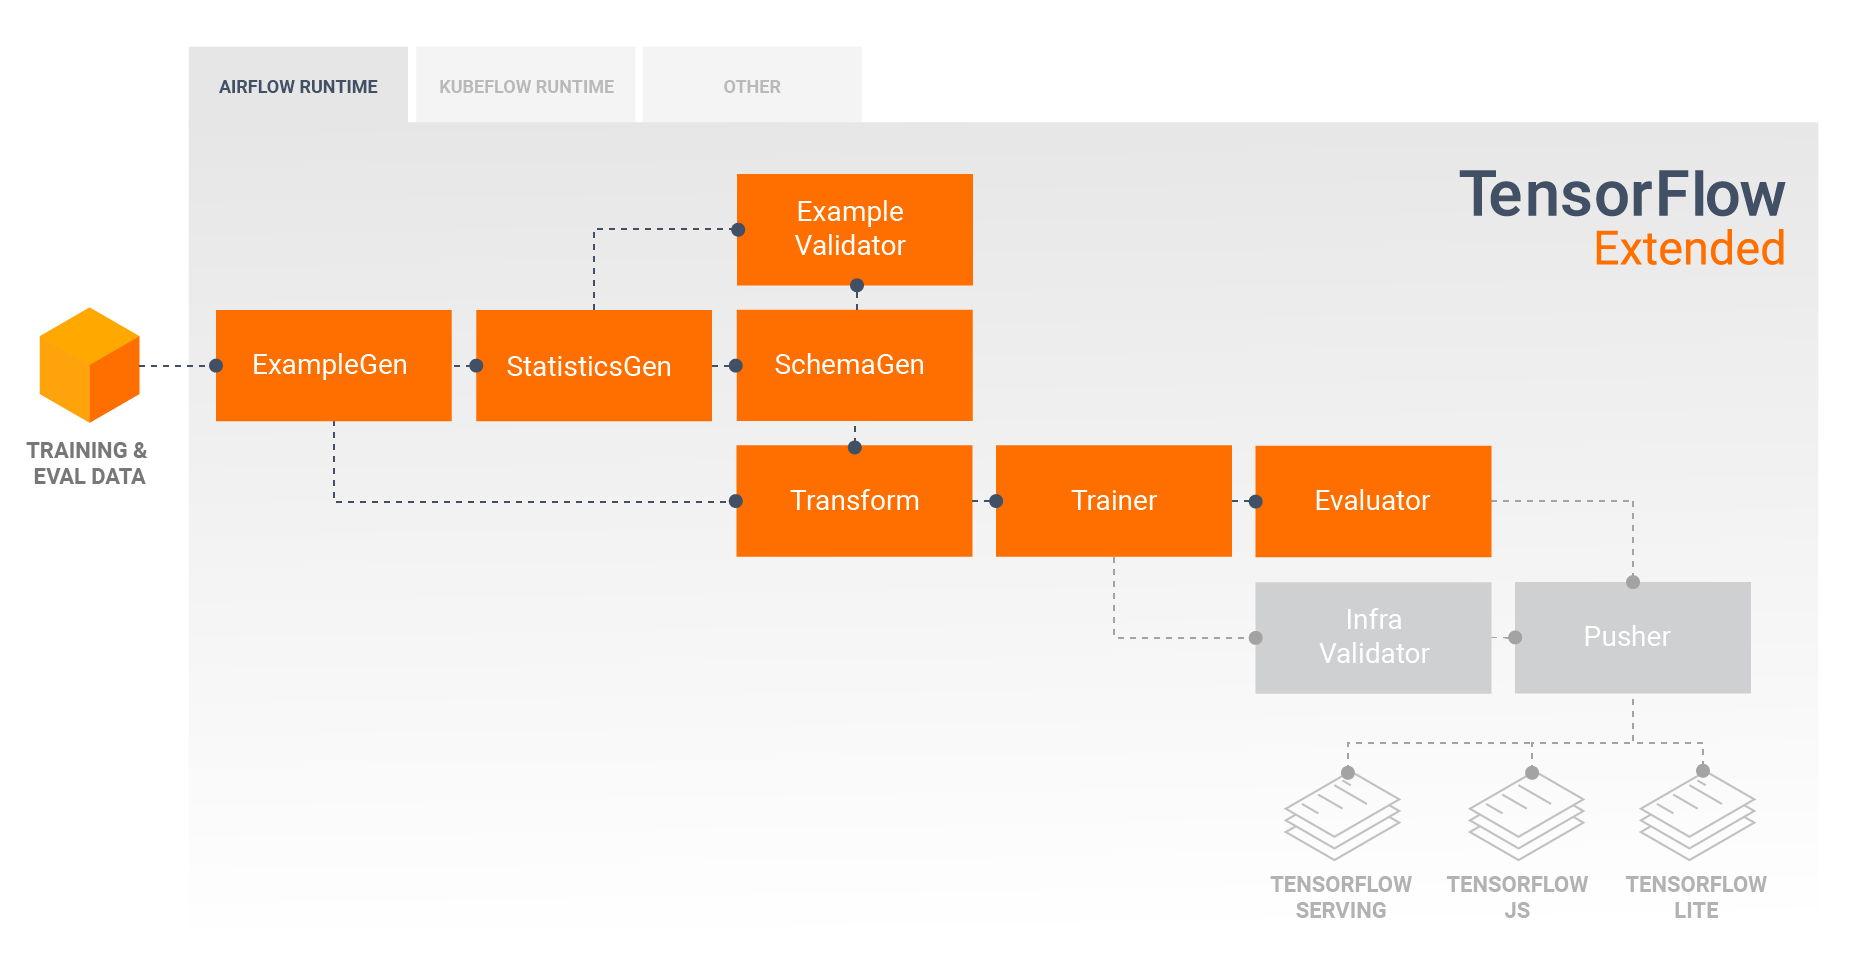 AIRFLOW RUNTIME
KUBEFLOW RUNTIME
OTHER
TensorFlow
Extended
Example
Validator
TRAINING &
EVAL DATA
ExampleGen
StatisticsGen
SchemaGen
Transform
Trainer
Evaluator
Infra
Validator
Pusher
TENSORFLOW
SERVING
TENSORFLOW
JS
TENSORFLOW
LITE